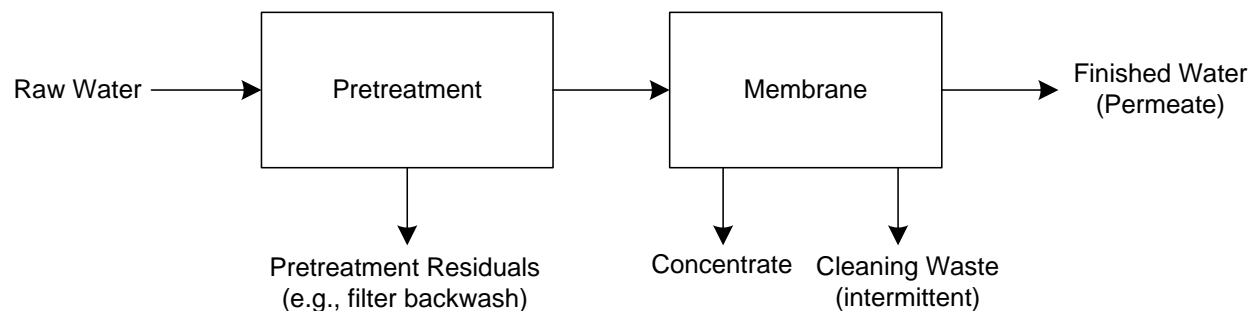 Raw Water
Pretreatment
Membrane
Finished Water
(Permeate)
Pretreatment Residuals
(e.g., filter backwash)
Concentrate
Cleaning Waste
(intermittent)